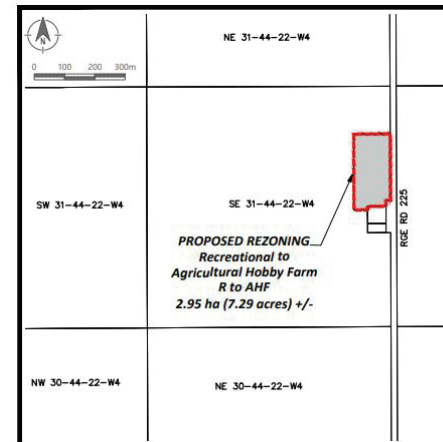 NE 31-44-22-W4
N
0 100 200 300m
SW 31-44-22-W4
SE 31-44-22-W4
RGE RD 225
PROPOSED REZONING
Recreational to
Agricultural Hobby Farm
R to AHF
2.95 ha (7.29 acres) +/-
NW 30-44-22-W4
NE 30-44-22-W4